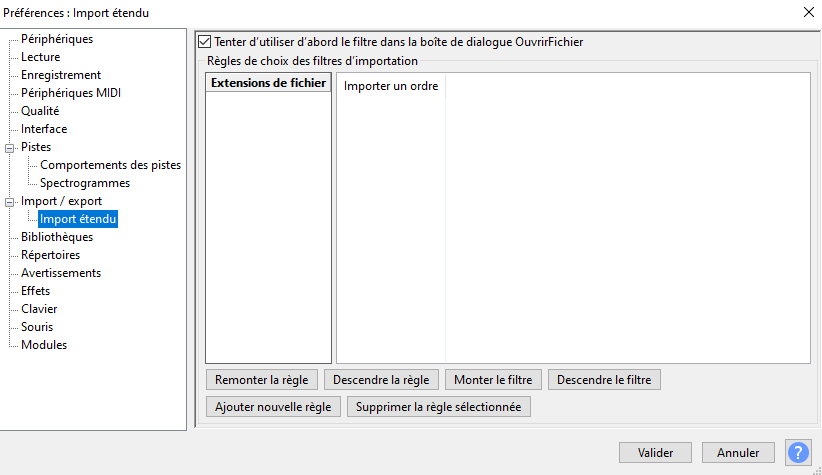 Préférences : Import étendu
Périphériques
Lecture
Enregistrement
Périphériques MIDI
Qualité
Interface
Pistes
Comportements des pistes
Spectrogrammes
Import / export
Import étendu
Bibliothèques
Répertoires
Avertissements
Effets
Clavier
Souris
Modules
Tenter d’utiliser d’abord le filtre dans la boîte de dialogue OuvrirFichier
Règles de choix des filtres d’importation
Extensions de fichier
Importer un ordre
Remonter la règle
Descendre la règle
Monter le filtre
Descendre le filtre
Ajouter nouvelle règle
Supprimer la règle sélectionnée
Valider
Annuler
?